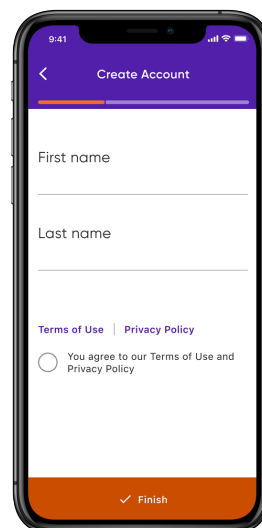 9:41
Create Account
First name
Last name
Terms of Use | Privacy Policy
You agree to our Terms of Use and
Privacy Policy
Finish